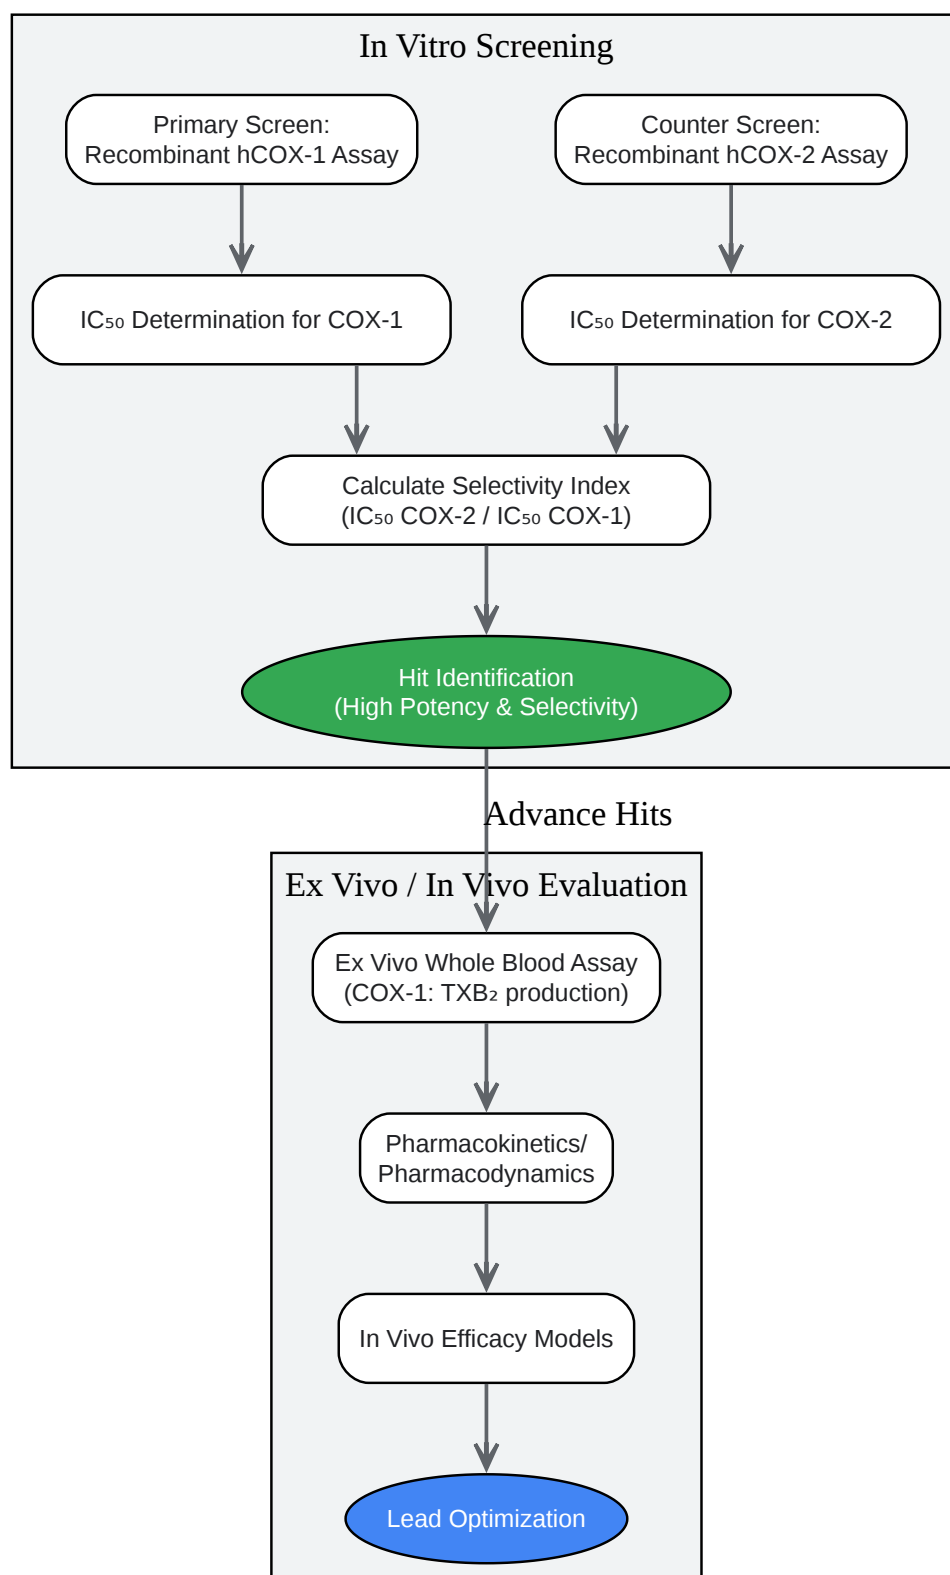 In Vitro Screening
Primary Screen:
Recombinant hCOX-1 Assay
Counter Screen:
Recombinant hCOX-2 Assay
IC₅₀ Determination for COX-1
IC₅₀ Determination for COX-2
Calculate Selectivity Index
(IC₅₀ COX-2 / IC₅₀ COX-1)
Hit Identification
(High Potency & Selectivity)
Advance Hits
Ex Vivo / In Vivo Evaluation
Ex Vivo Whole Blood Assay
(COX-1: TXB₂ production)
Pharmacokinetics/
Pharmacodynamics
In Vivo Efficacy Models
Lead Optimization